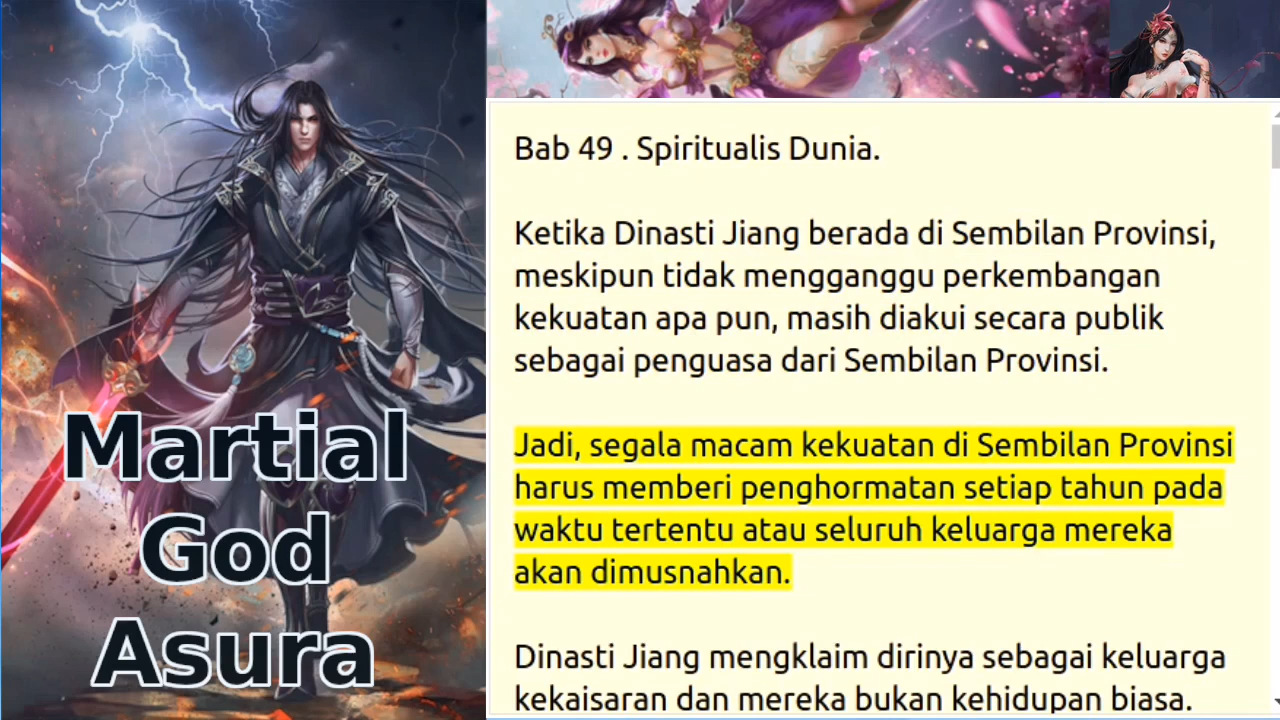 Martial
God
Asura
Bab 49 . Spiritualis Dunia.
Ketika Dinasti Jiang berada di Sembilan Provinsi,
meskipun tidak mengganggu perkembangan
kekuatan apa pun, masih diakui secara publik
sebagai penguasa dari Sembilan Provinsi.
Jadi, segala macam kekuatan di Sembilan Provinsi
harus memberi penghormatan setiap tahun pada
waktu tertentu atau seluruh keluarga mereka
akan dimusnahkan.
Dinasti Jiang mengklaim dirinya sebagai keluarga
kekaisaran dan mereka bukan kehidupan biasa.